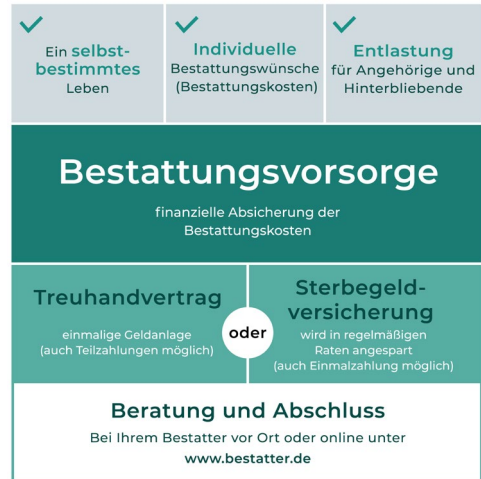 Ein selbst-
bestimmtes
Leben
Individuelle
Bestattungswünsche
(Bestattungskosten)
Entlastung
für Angehörige und
Hinterbliebende
Bestattungsvorsorge
finanzielle Absicherung der
Bestattungskosten
Treuhandvertrag
einmalige Geldanlage
(auch Teilzahlungen möglich)
oder
Sterbegeld-
versicherung
wird in regelmäßigen
Raten angespart
(auch Einmalzahlung möglich)
Beratung und Abschluss
Bei Ihrem Bestatter vor Ort oder online unter
www.bestatter.de